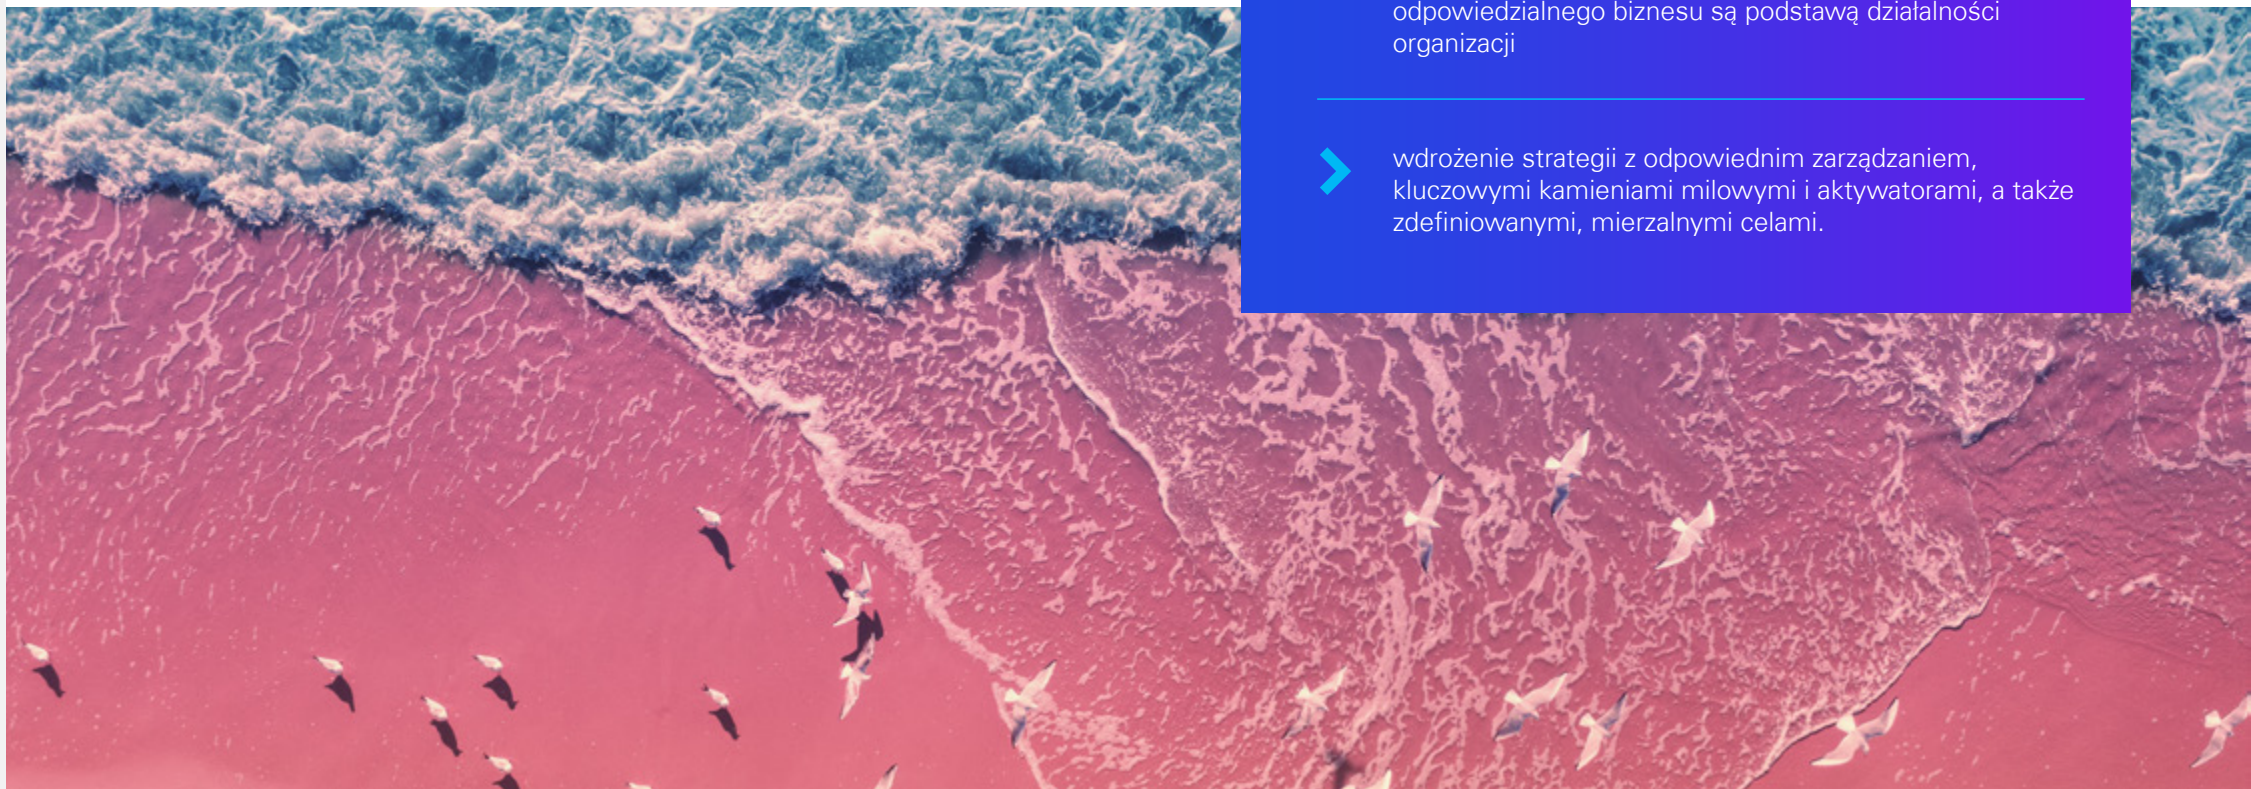 odpowiedzialnego biznesu są podstawą działalności
organizacji
wdrożenie strategii z odpowiednim zarządzaniem,
kluczowymi kamieniami milowymi i aktywatorami, a także
zdefiniowanymi, mierzalnymi celami.